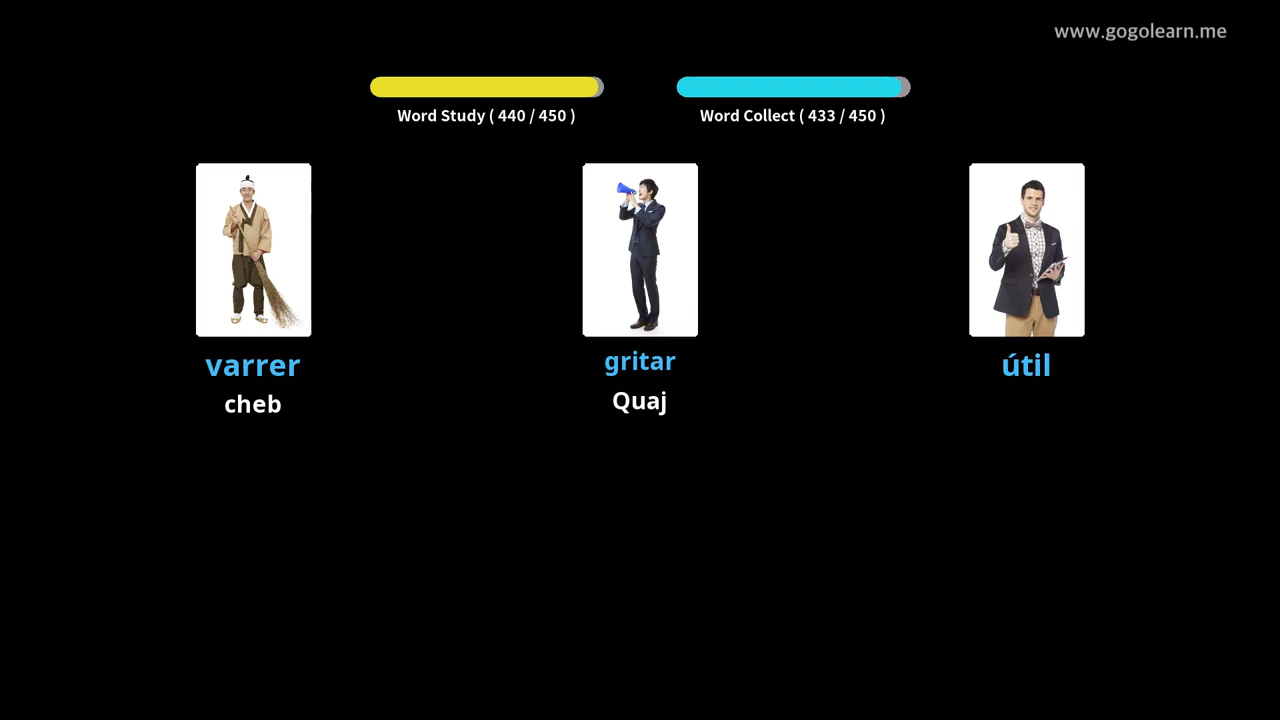 www.gogolearn.me
Word Study ( 440 / 450 )
Word Collect ( 433 / 450 )
varrer
cheb
gritar
Quaj
útil